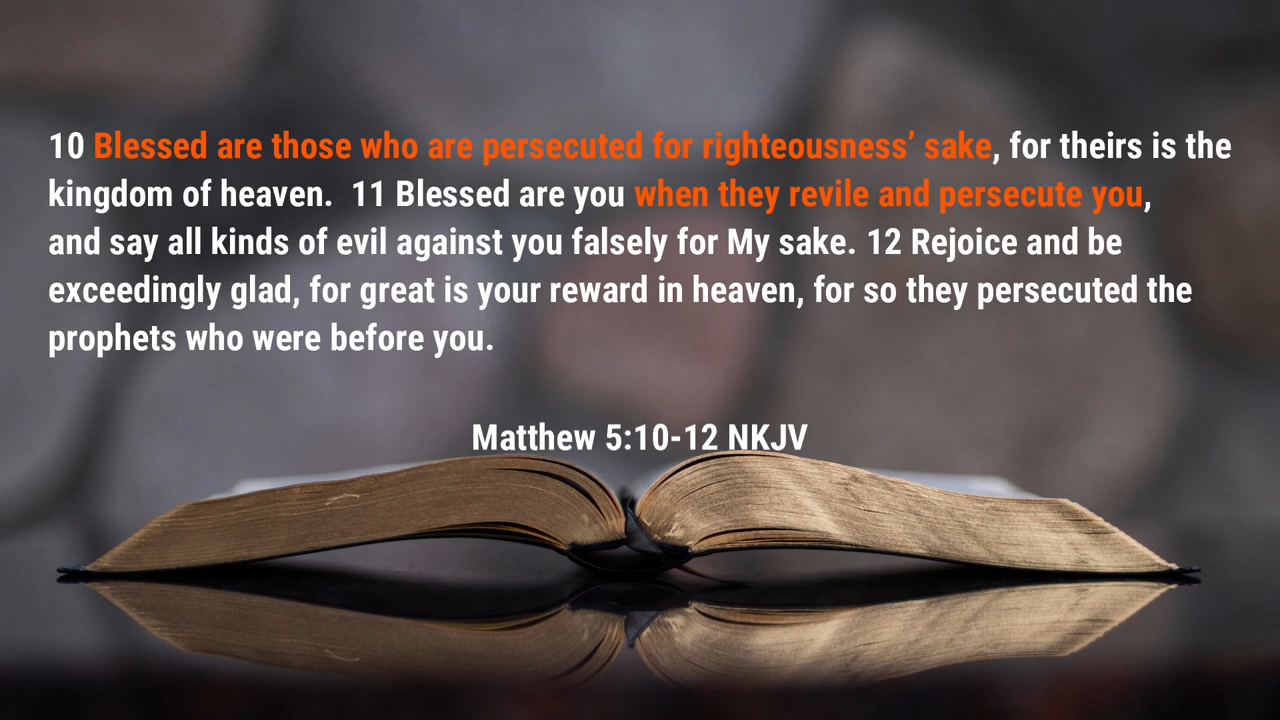 10 Blessed are those who are persecuted for righteousness’ sake, for theirs is the
kingdom of heaven.  11 Blessed are you when they revile and persecute you,
and say all kinds of evil against you falsely for My sake. 12 Rejoice and be
exceedingly glad, for great is your reward in heaven, for so they persecuted the
prophets who were before you.
Matthew 5:10-12 NKJV